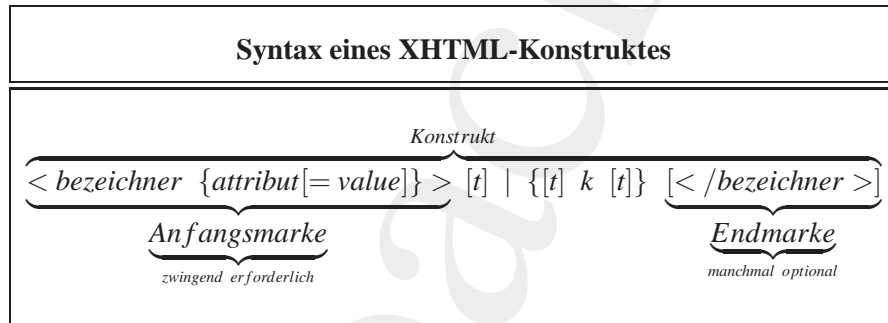 Syntax eines XHTML-Konstruktes
Konstrukt
< bezeichner {attribut[= value]} > [t] | {[t] k [t]} [< /bezeichner >]
Anfangsmarke Endmarke
zwingend erforderlich manchmal optional